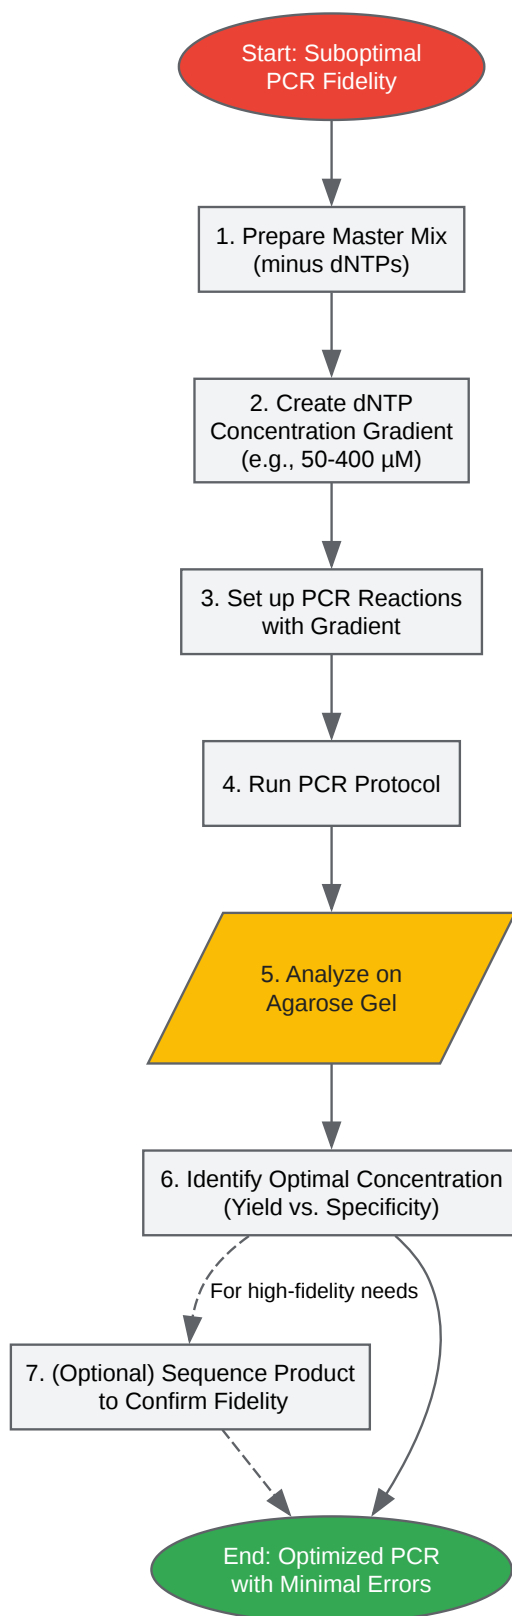 Start: Suboptimal
PCR Fidelity
1. Prepare Master Mix
(minus dNTPs)
2. Create dNTP
Concentration Gradient
(e.g., 50-400 µM)
3. Set up PCR Reactions
with Gradient
4. Run PCR Protocol
5. Analyze on
Agarose Gel
6. Identify Optimal Concentration
(Yield vs. Specificity)
For high-fidelity needs
7. (Optional) Sequence Product
to Confirm Fidelity
End: Optimized PCR
with Minimal Errors